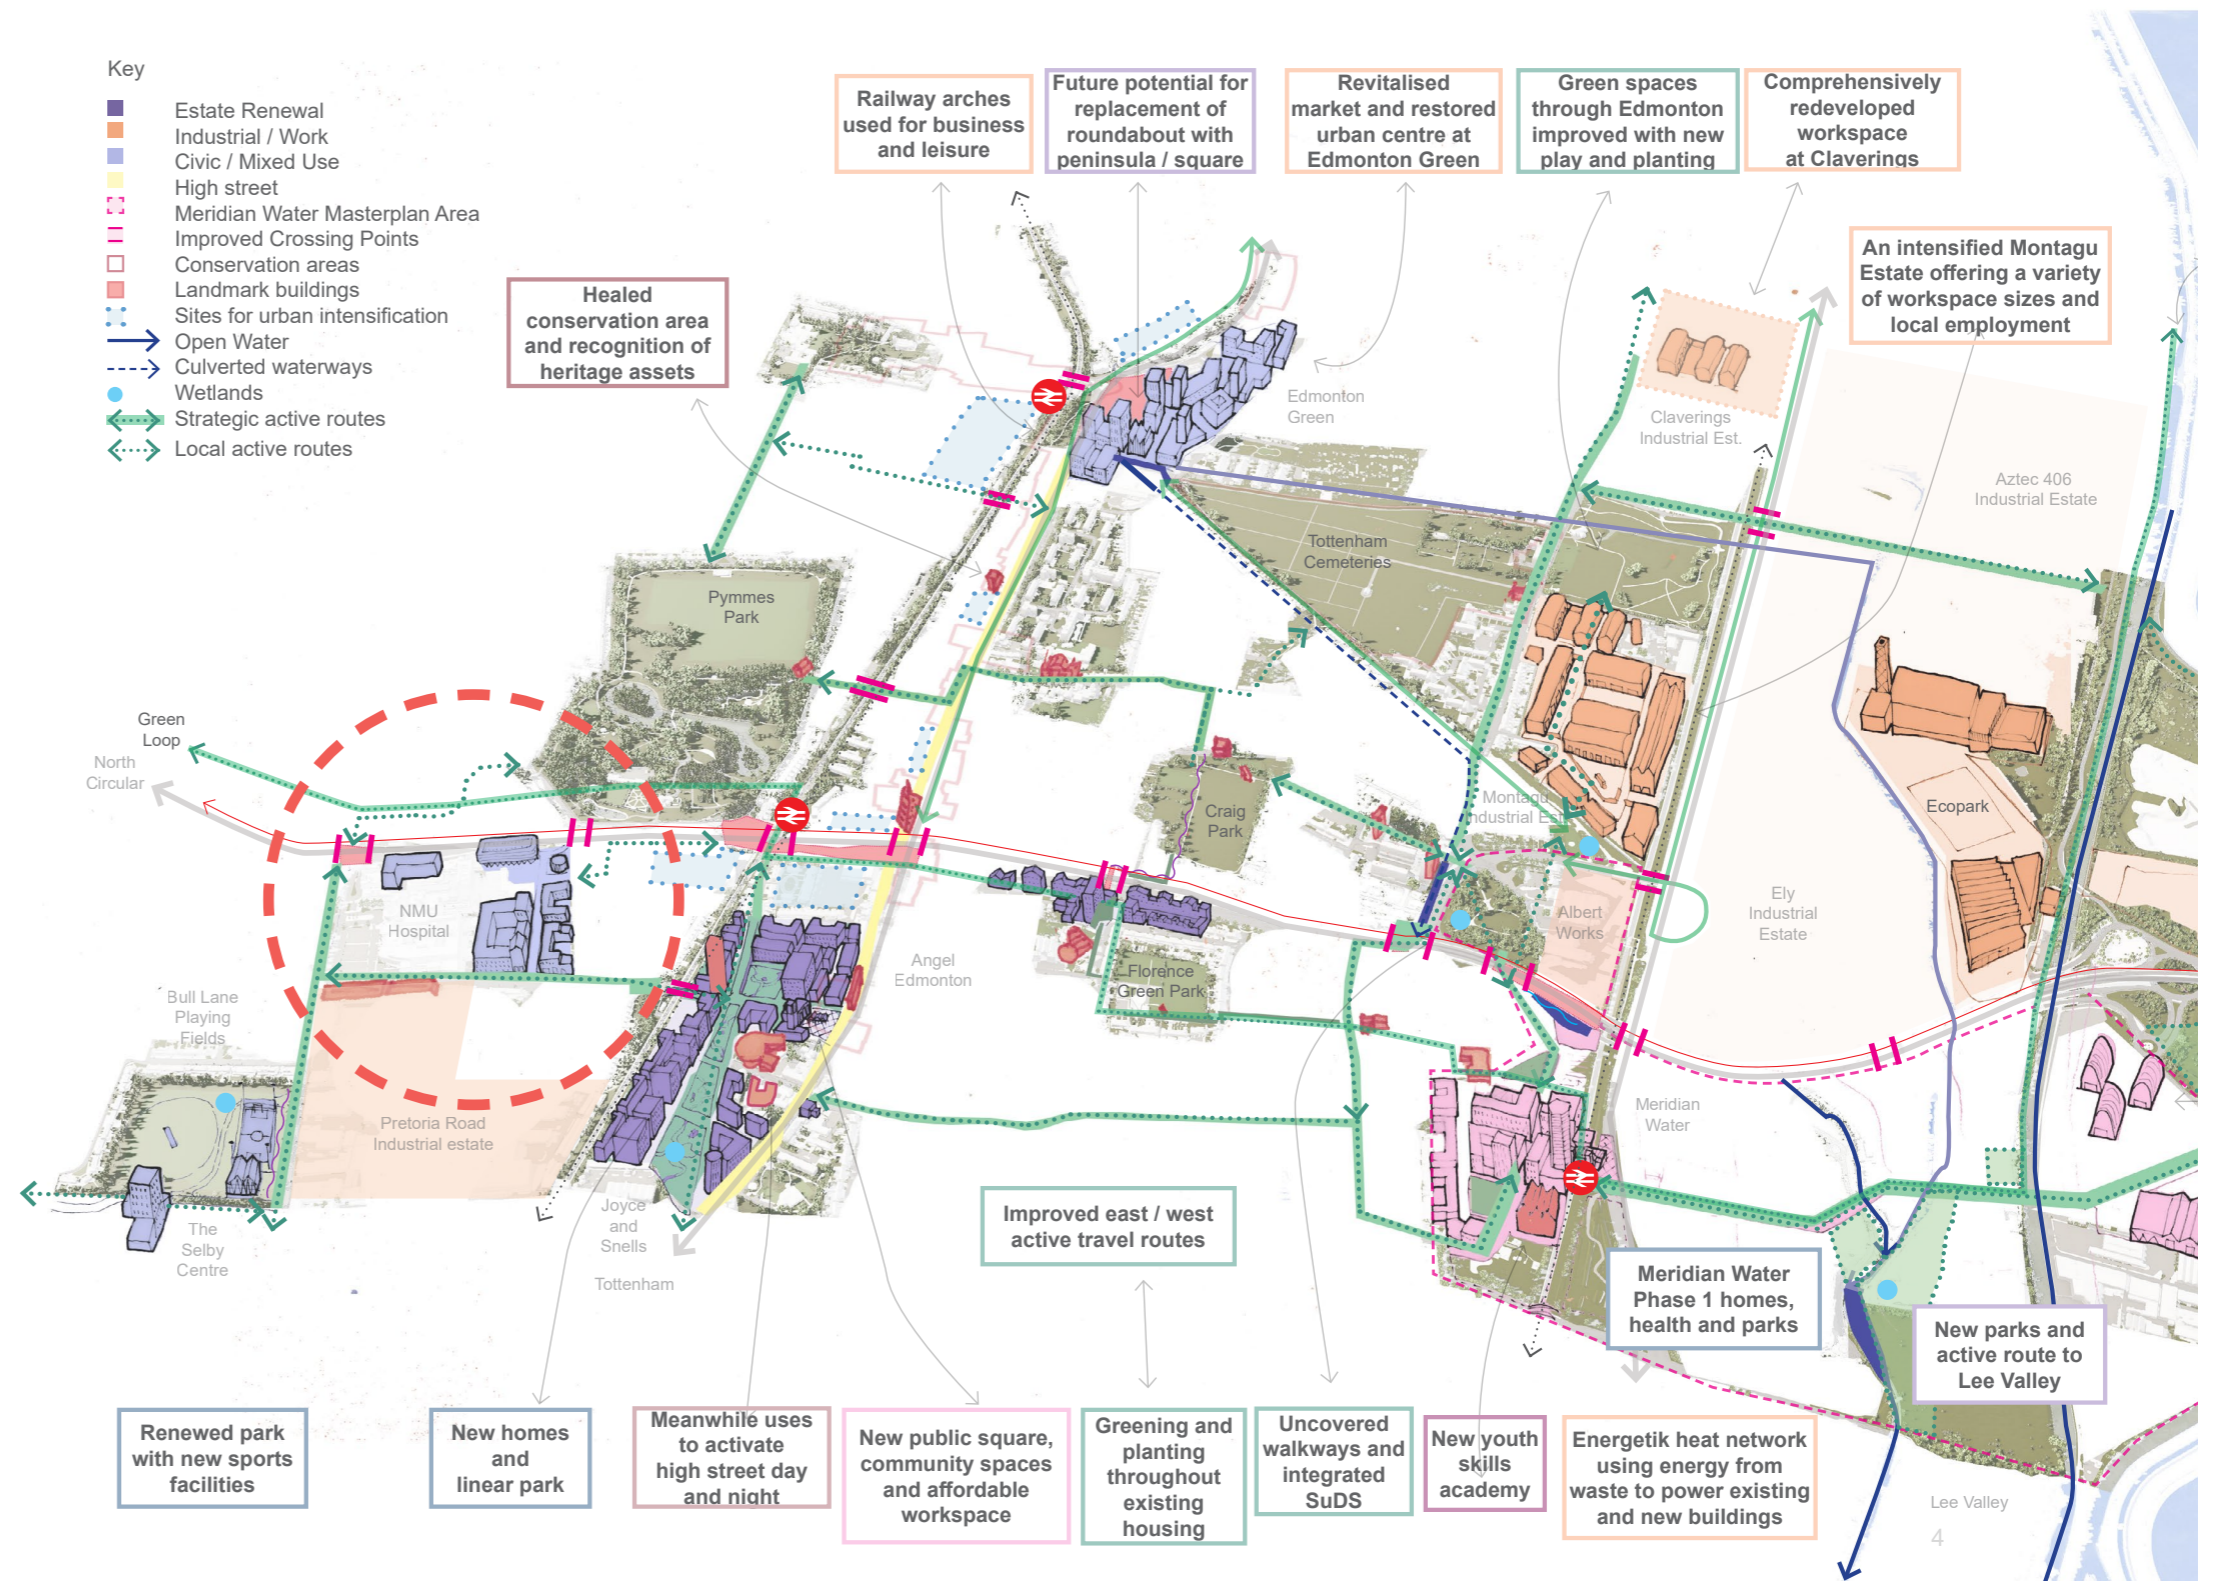 Key
Estate Renewal
Industrial / Work
Civic / Mixed Use
High street
Meridian Water Masterplan Area
Improved Crossing Points
Conservation areas
Landmark buildings
Sites for urban intensification
Open Water
Culverted waterways
Wetlands
Strategic active routes
Local active routes
Railway arches
used for business
and leisure
Future potential for
replacement of
roundabout with
peninsula / square
Revitalised
market and restored
urban centre at
Edmonton Green
Green spaces
through Edmonton
improved with new
play and planting
Comprehensively
redeveloped
workspace
at Claverings
An intensified Montagu
Estate offering a variety
of workspace sizes and
local employment
Healed
conservation area
and recognition of
heritage assets
Edmonton
Green
Claverings
Industrial Est.
Aztec 406
Industrial Estate
Tottenham
Cemeteries
Pymmes
Park
Green
Loop
North
Circular
Craig
Park
Montagu
Industrial Est.
Ecopark
NMU
Hospital
Albert
Works
Ely
Industrial
Estate
Angel
Edmonton
Florence
Green Park
Bull Lane
Playing
Fields
Pretoria Road
Industrial estate
Meridian
Water
The
Selby
Centre
Joyce
and
Snells
Tottenham
Improved east / west
active travel routes
Meridian Water
Phase 1 homes,
health and parks
New parks and
active route to
Lee Valley
Renewed park
with new sports
facilities
New homes
and
linear park
Meanwhile uses
to activate
high street day
and night
New public square,
community spaces
and affordable
workspace
Greening and
planting
throughout
existing
housing
Uncovered
walkways and
integrated
SuDS
New youth
skills
academy
Energetik heat network
using energy from
waste to power existing
and new buildings
Lee Valley
4